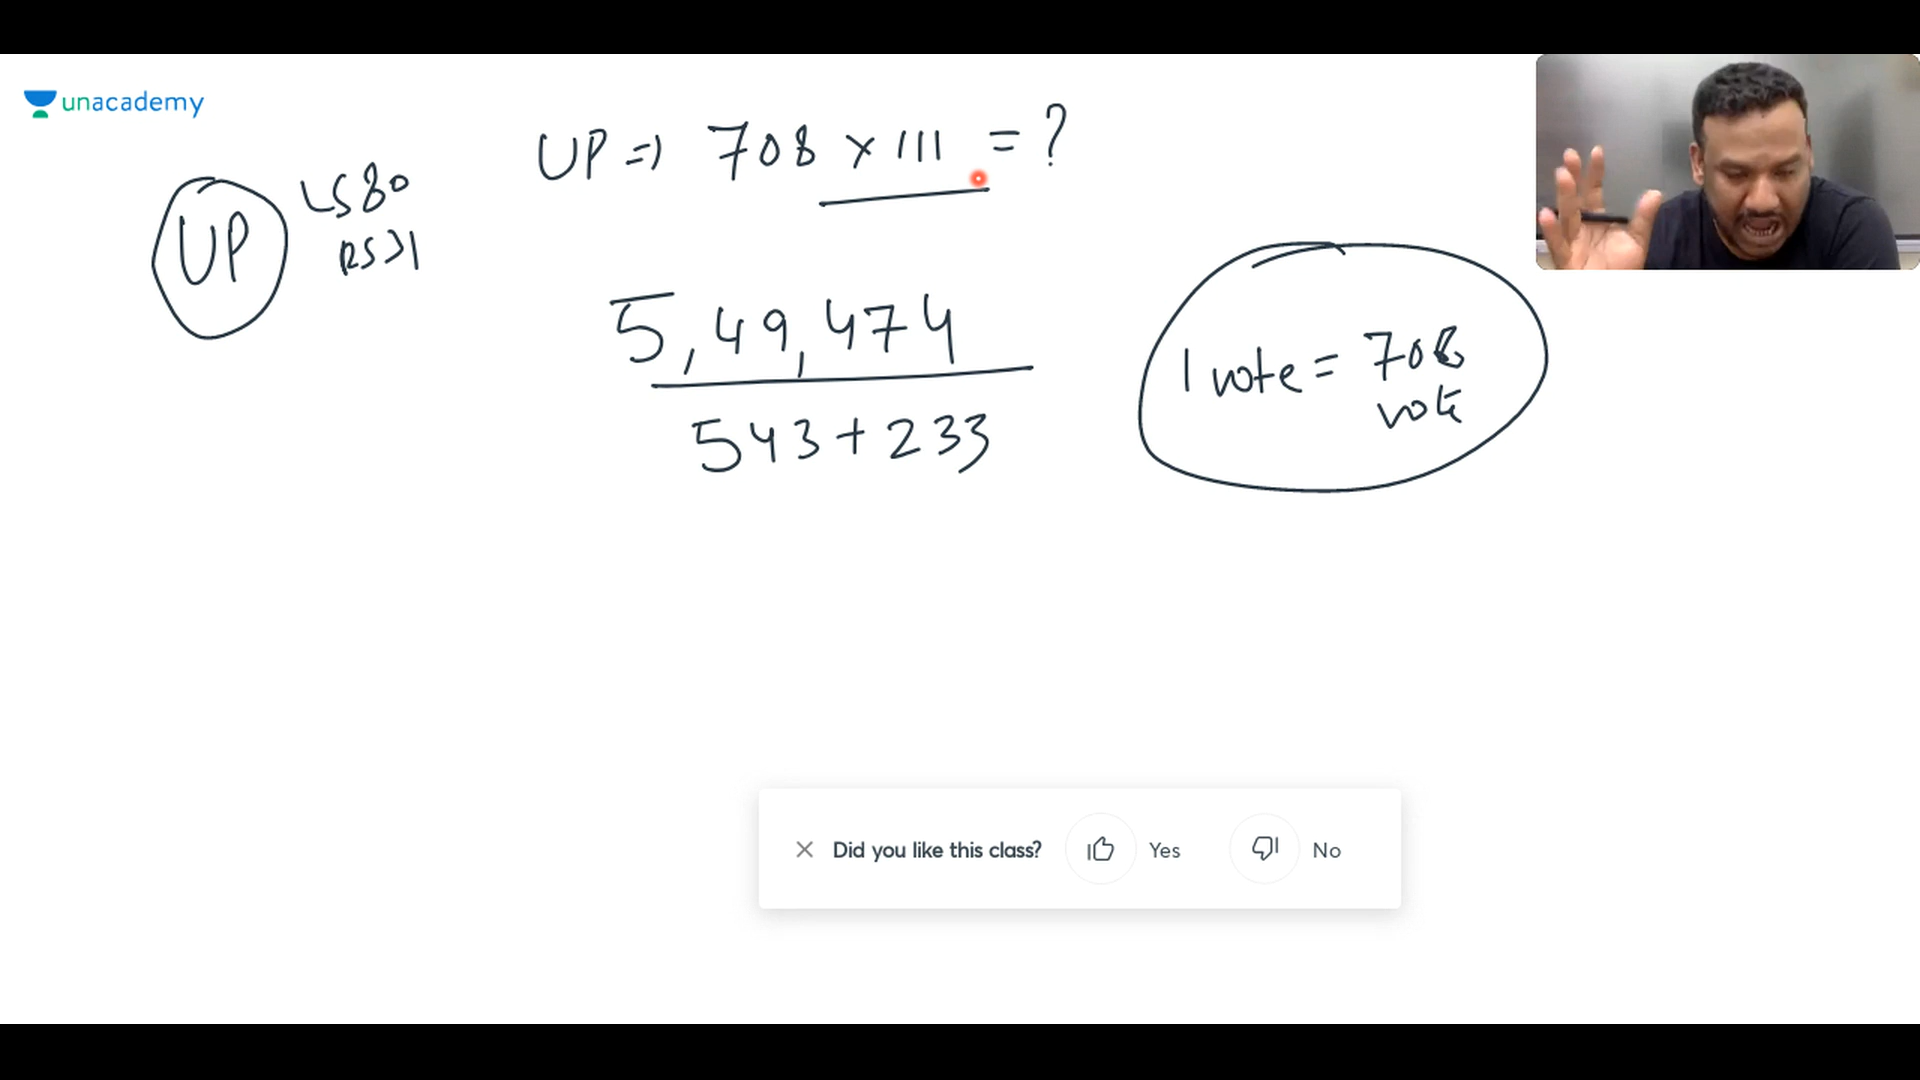 unacademy
UP => 708 × 111 = ?
UP
LS 80
RS 31
5,49,474
543 + 233
1 vote = 708
vote
Did you like this class? Yes No